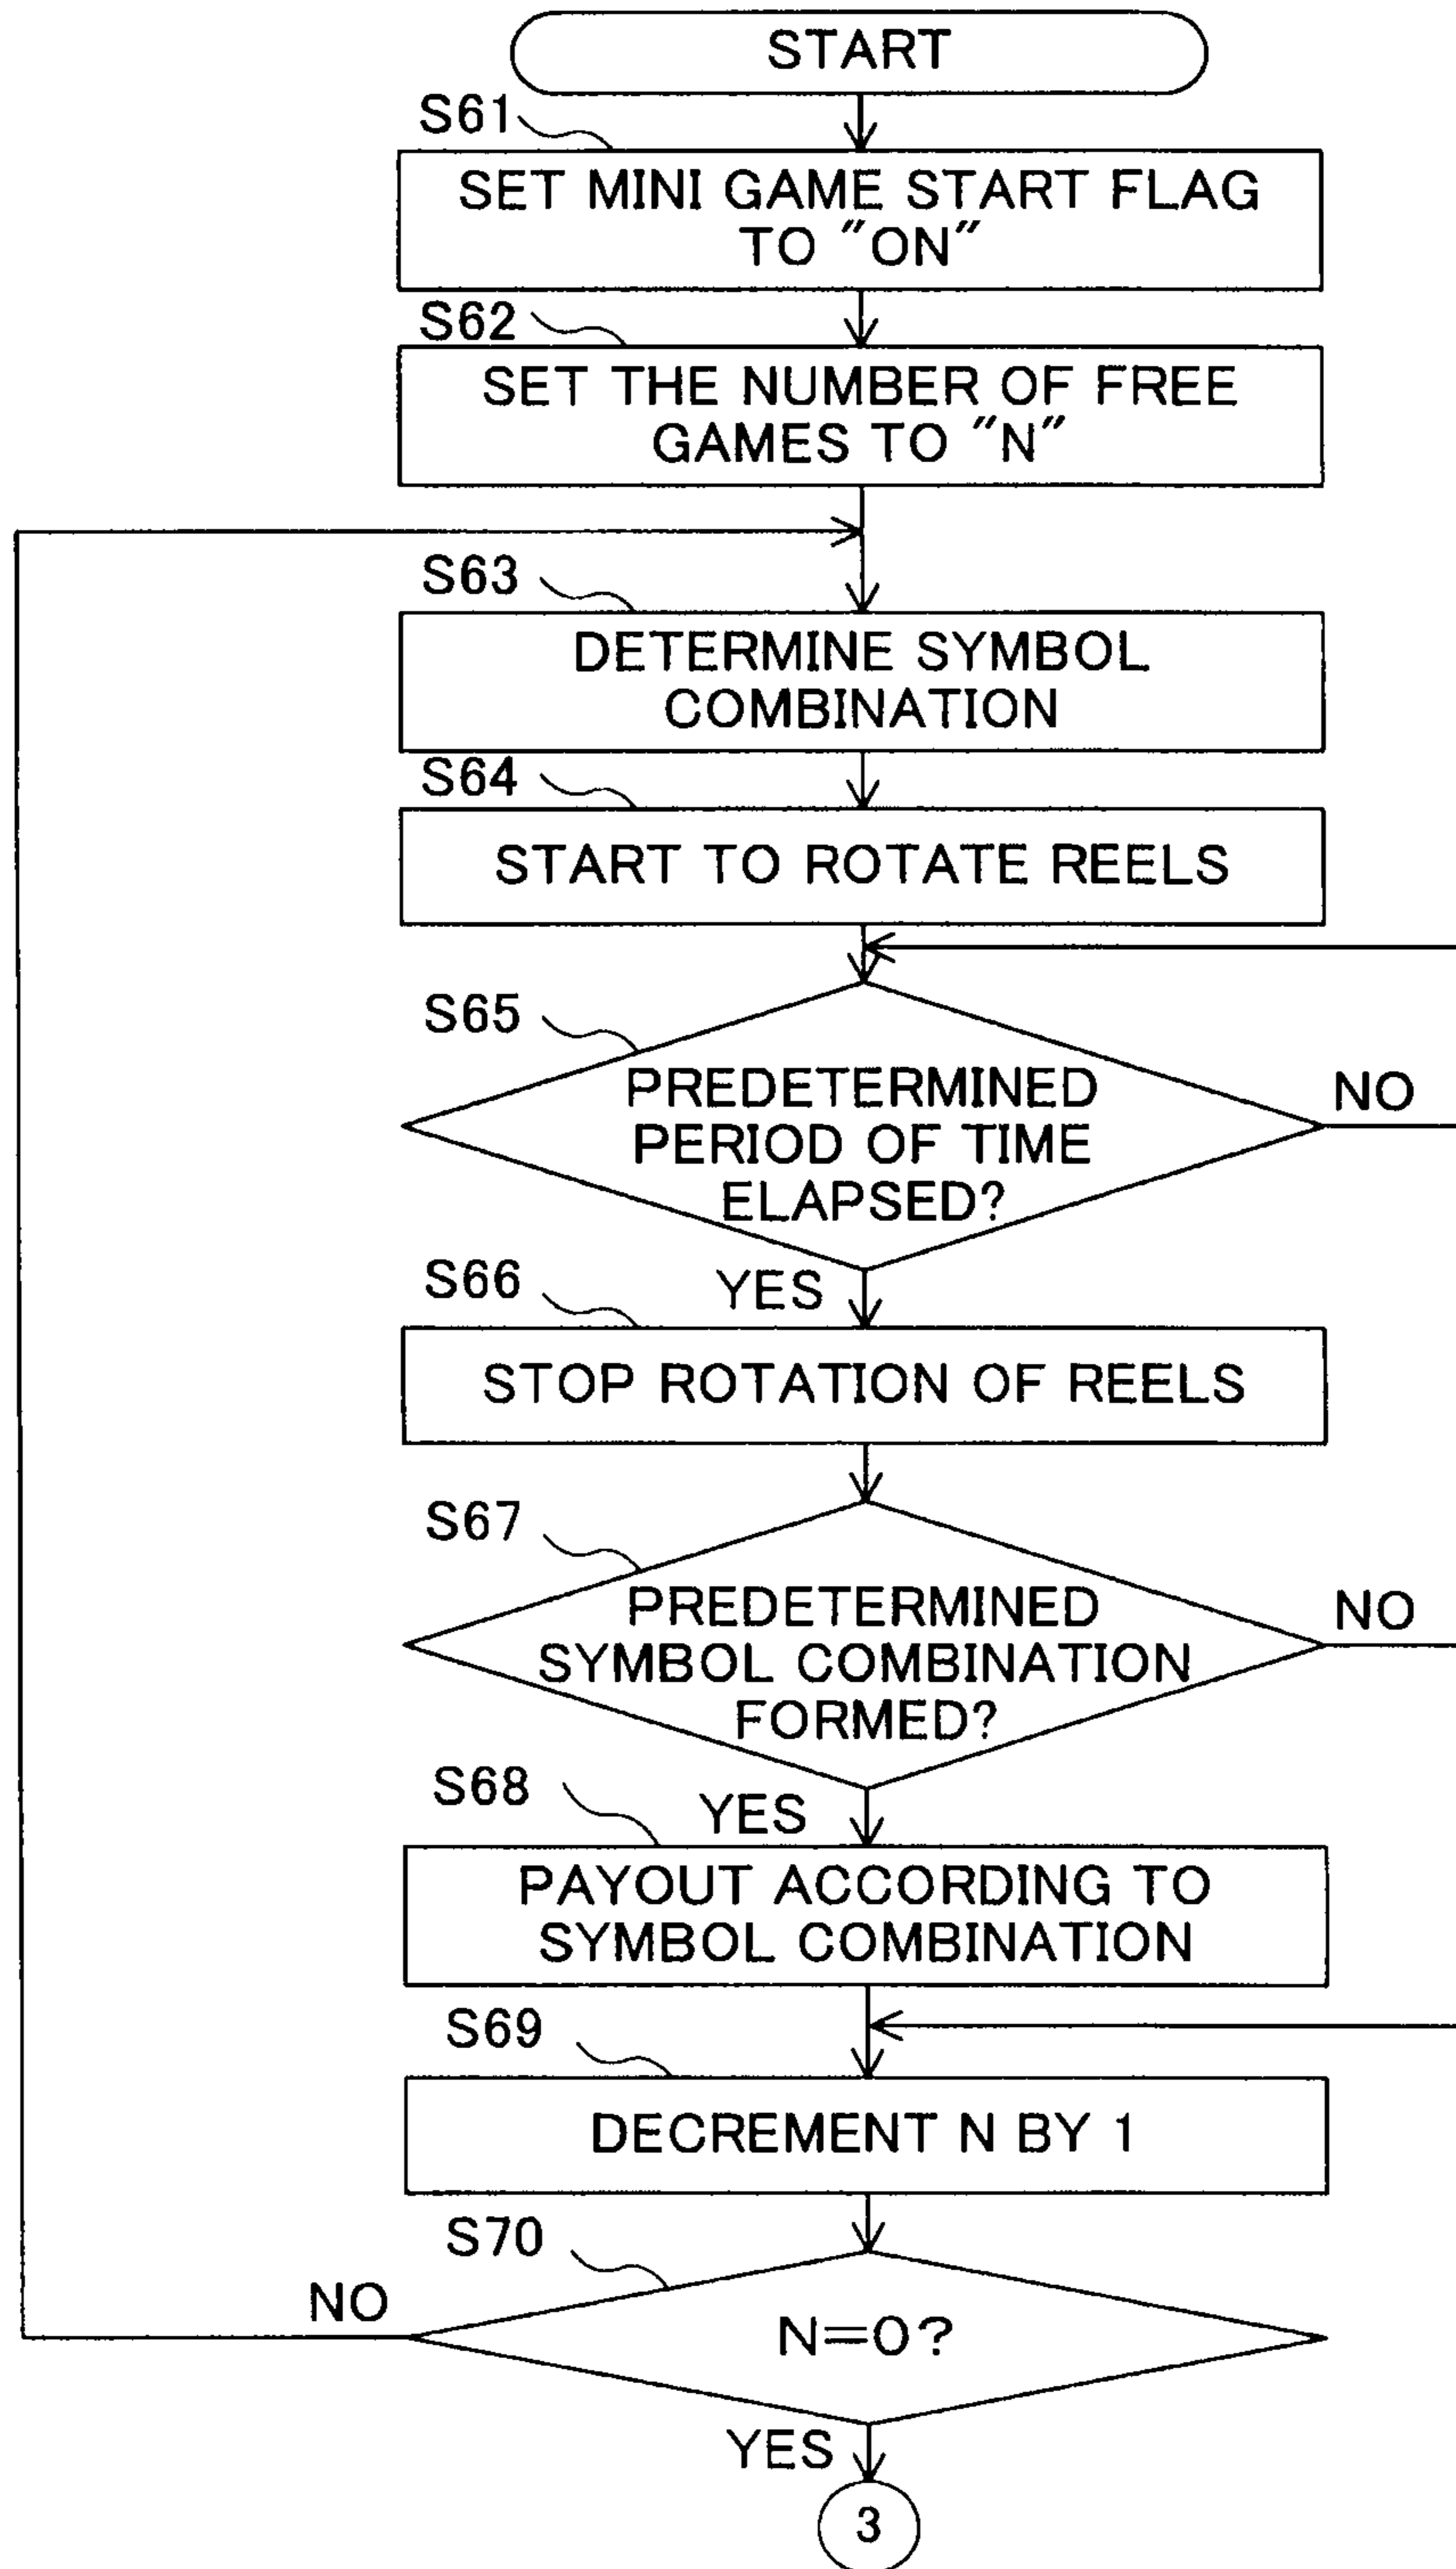 START
S61
SET MINI GAME START FLAG
TO "ON"
S62
SET THE NUMBER OF FREE
GAMES TO "N"
S63
DETERMINE SYMBOL
COMBINATION
S64
START TO ROTATE REELS
S65
PREDETERMINED
PERIOD OF TIME
ELAPSED?
NO
YES
S66
STOP ROTATION OF REELS
S67
PREDETERMINED
SYMBOL COMBINATION
FORMED?
NO
YES
S68
PAYOUT ACCORDING TO
SYMBOL COMBINATION
S69
DECREMENT N BY 1
S70
NO
N=0?
YES
3